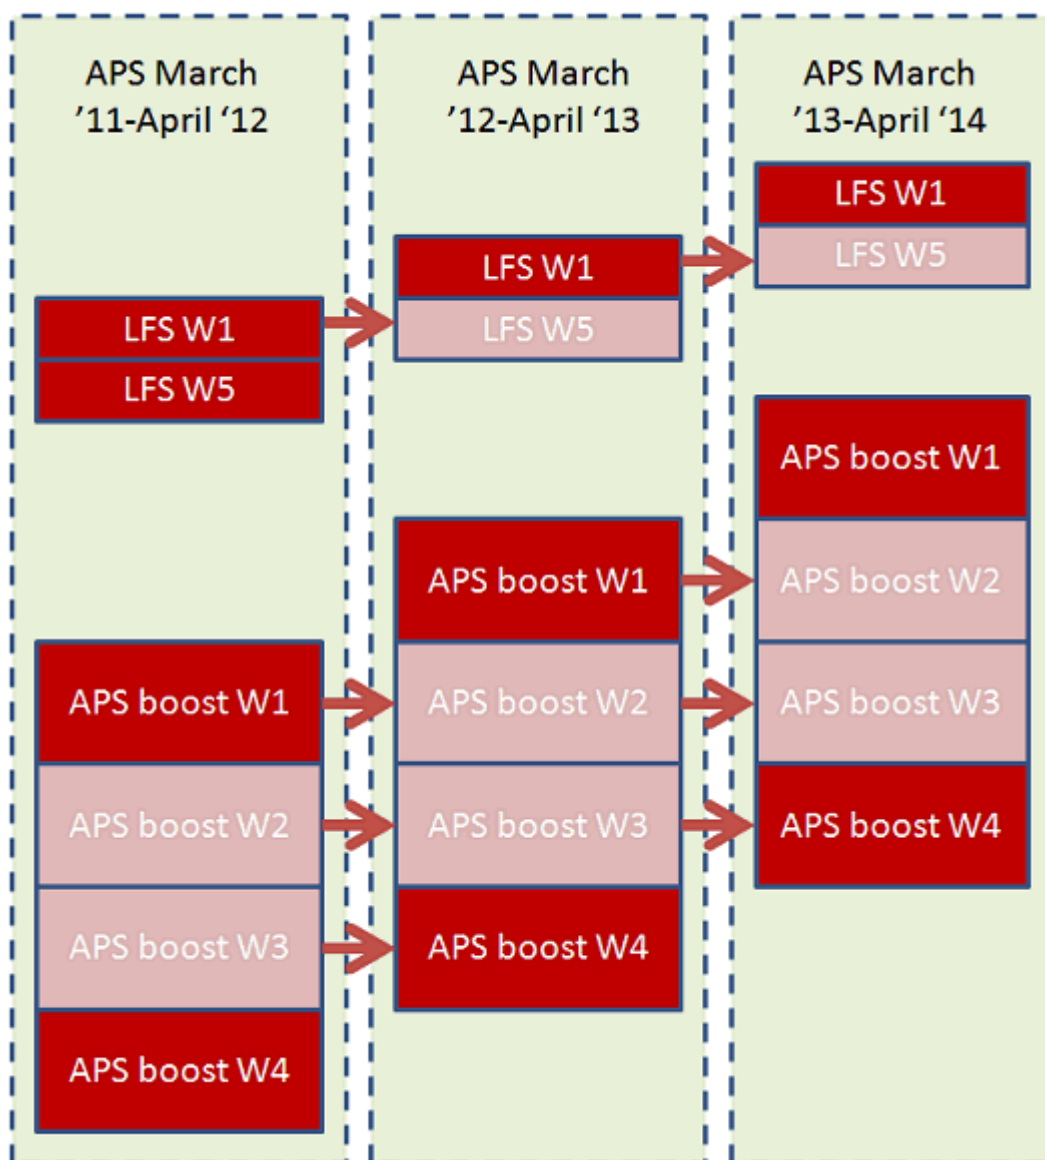 APS March
’11-April ‘12
LFS W1
LFS W5
APS boost W1
APS boost W2
APS boost W3
APS boost W4
APS March
’12-April ‘13
LFS W1
LFS W5
APS boost W1
APS boost W2
APS boost W3
APS boost W4
APS March
’13-April ‘14
LFS W1
LFS W5
APS boost W1
APS boost W2
APS boost W3
APS boost W4